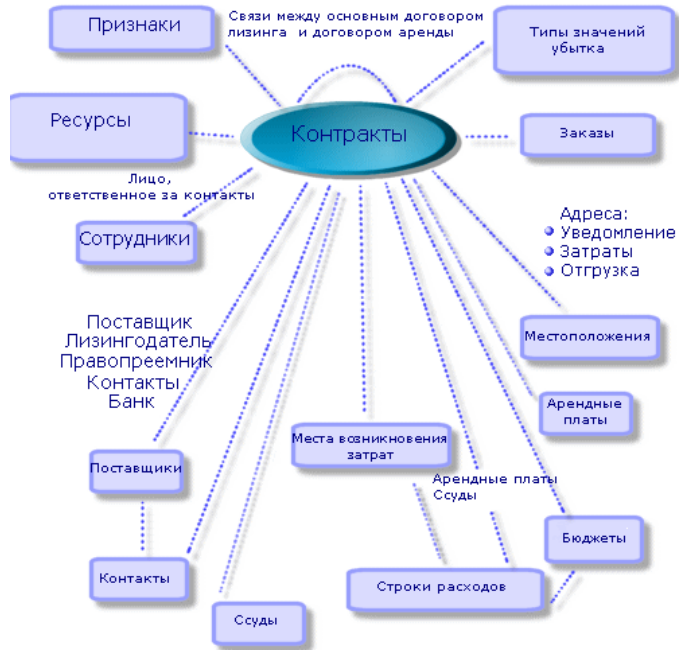 Признаки
Связи между основным договором
лизинга и договором аренды
Типы значений
убытка
Ресурсы
Контракты
Заказы
Лицо,
ответственное за контакты
Сотрудники
Адреса:
Уведомление
Затраты
Отгрузка
Поставщик
Лизингодатель
Правопреемник
Контакты
Банк
Местоположения
Арендные
платы
Места возникновения
затрат
Поставщики
Арендные платы
Ссуды
Бюджеты
Контакты
Строки расходов
Ссуды